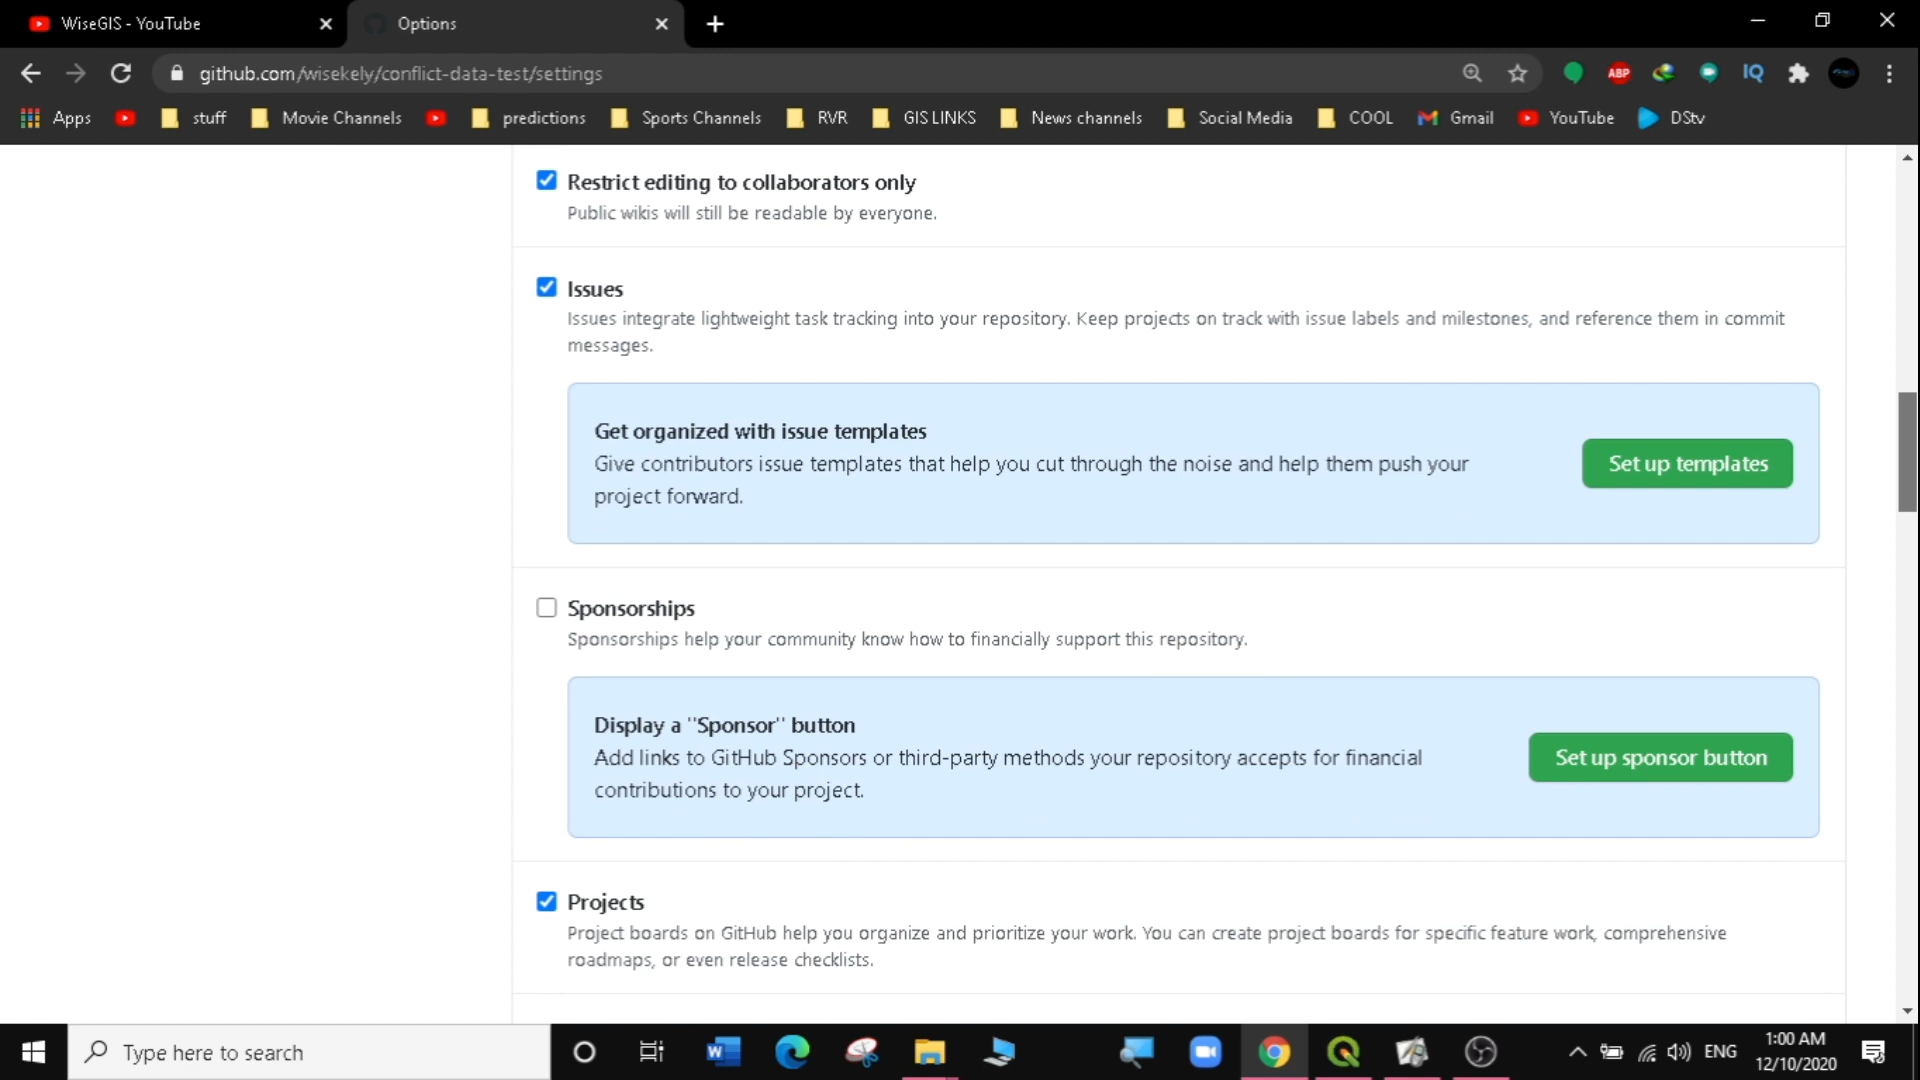 WiseGIS - YouTube
Options
github.com/wisekely/conflict-data-test/settings
ABP
IQ
Apps
stuff
Movie Channels
predictions
Sports Channels
RVR
GIS LINKS
News channels
Social Media
COOL
Gmail
YouTube
DStv
Restrict editing to collaborators only
Public wikis will still be readable by everyone.
Issues
Issues integrate lightweight task tracking into your repository. Keep projects on track with issue labels and milestones, and reference them in commit
messages.
Get organized with issue templates
Give contributors issue templates that help you cut through the noise and help them push your
project forward.
Set up templates
Sponsorships
Sponsorships help your community know how to financially support this repository.
Display a "Sponsor" button
Add links to GitHub Sponsors or third-party methods your repository accepts for financial
contributions to your project.
Set up sponsor button
Projects
Project boards on GitHub help you organize and prioritize your work. You can create project boards for specific feature work, comprehensive
roadmaps, or even release checklists.
Type here to search
ENG
1:00 AM
12/10/2020